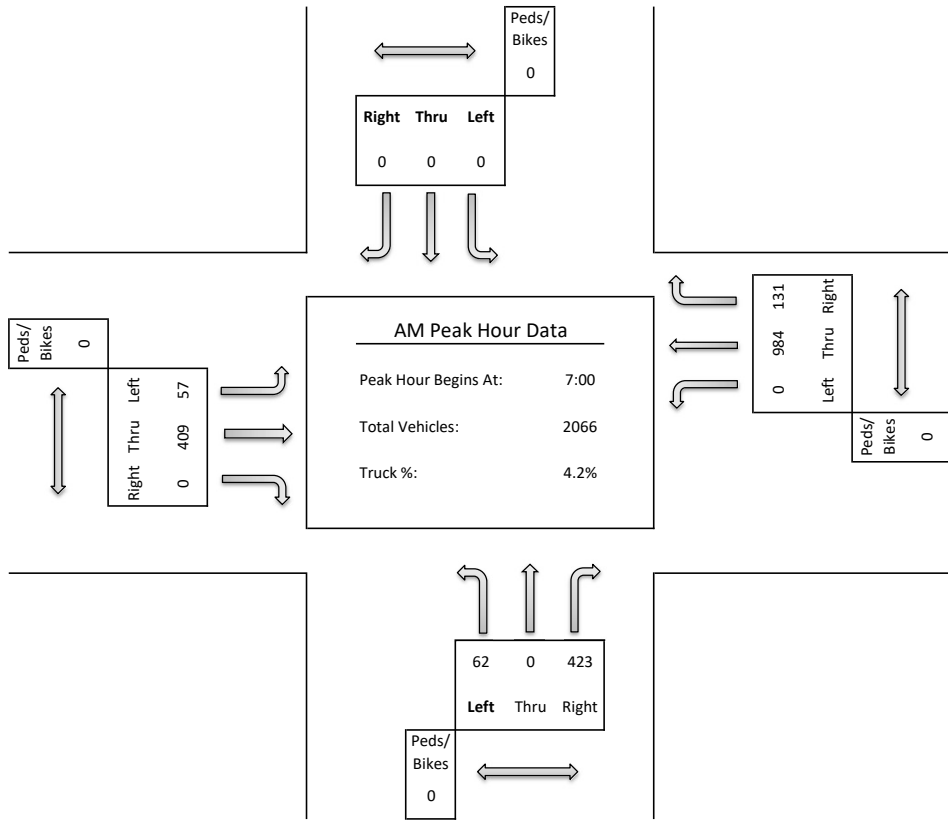 Peds/
Bikes
0
Right Thru Left
0 0 0
Peds/
Bikes
0
Left 57
Thru 409
Right 0
AM Peak Hour Data
Peak Hour Begins At: 7:00
Total Vehicles: 2066
Truck %: 4.2%
131 Right
984 Thru
0 Left
Peds/
Bikes
0
62 0 423
Left Thru Right
Peds/
Bikes
0